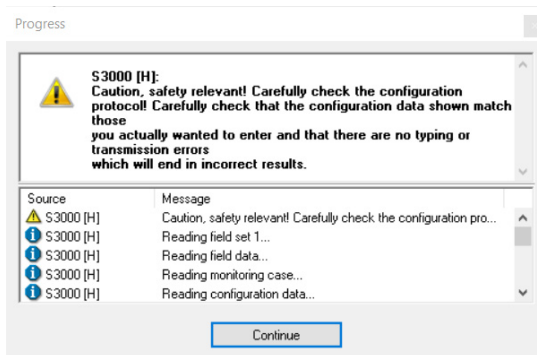 Progress
S3000 [H]:
Caution, safety relevant! Carefully check the configuration
protocol! Carefully check that the configuration data shown match
those
you actually wanted to enter and that there are no typing or
transmission errors
which will end in incorrect results.
Source Message
S3000 [H] Caution, safety relevant! Carefully check the configuration pro...
S3000 [H] Reading field set 1...
S3000 [H] Reading field data...
S3000 [H] Reading monitoring case...
S3000 [H] Reading configuration data...
Continue